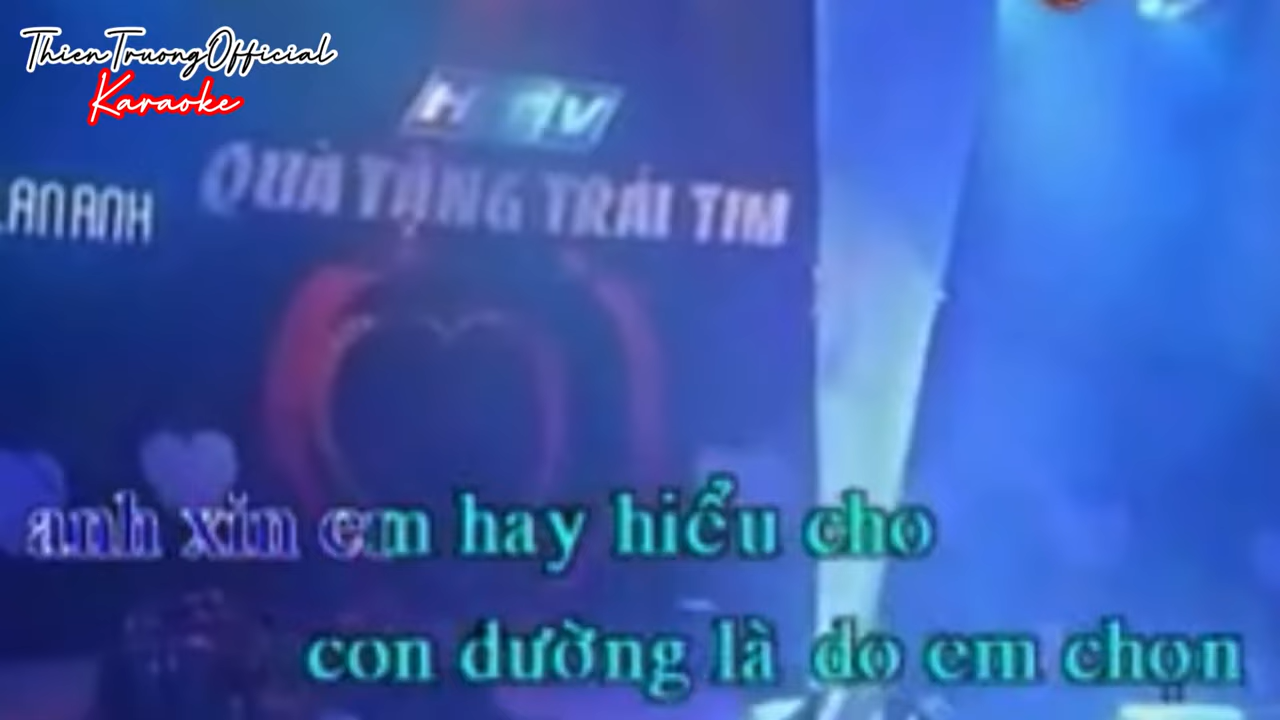 ThienTruongOfficial
Karaoke
HTV
QUÀ TẶNG TRÁI TIM
LAN ANH
anh xin em hay hiểu cho
con dường là do em chọn